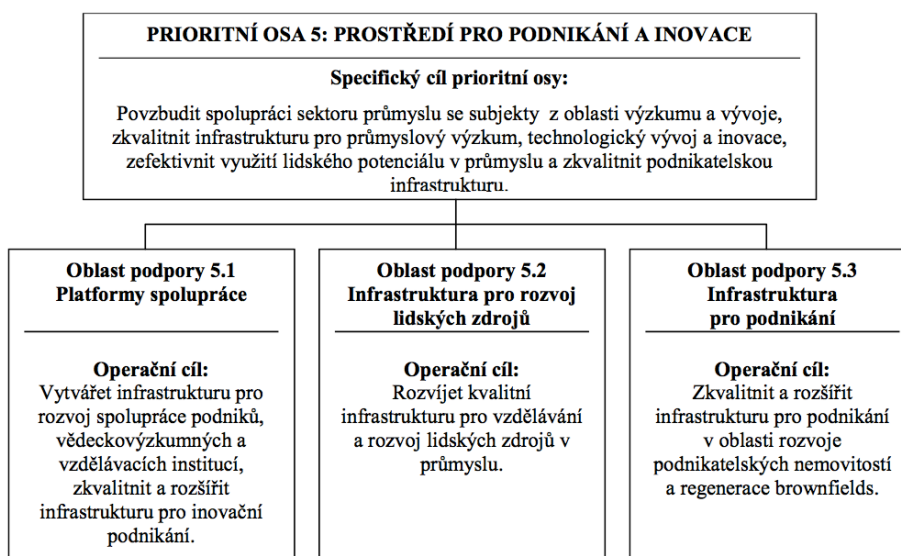 PRIORITNÍ OSA 5: PROSTŘEDÍ PRO PODNIKÁNÍ A INOVACE
Specifický cíl prioritní osy:
Povzbudit spolupráci sektoru průmyslu se subjekty z oblasti výzkumu a vývoje,
zkvalitnit infrastrukturu pro průmyslový výzkum, technologický vývoj a inovace,
zefektivnit využití lidského potenciálu v průmyslu a zkvalitnit podnikatelskou
infrastrukturu.
Oblast podpory 5.1
Platformy spolupráce
Operační cíl:
Vytvářet infrastrukturu pro
rozvoj spolupráce podniků,
vědeckovýzkumných a
vzdělávacích institucí,
zkvalitnit a rozšířit
infrastrukturu pro inovační
podnikání.
Oblast podpory 5.2
Infrastruktura pro rozvoj
lidských zdrojů
Operační cíl:
Rozvíjet kvalitní
infrastrukturu pro vzdělávání
a rozvoj lidských zdrojů v
průmyslu.
Oblast podpory 5.3
Infrastruktura
pro podnikání
Operační cíl:
Zkvalitnit a rozšířit
infrastrukturu pro podnikání
v oblasti rozvoje
podnikatelských nemovitostí
a regenerace brownfields.